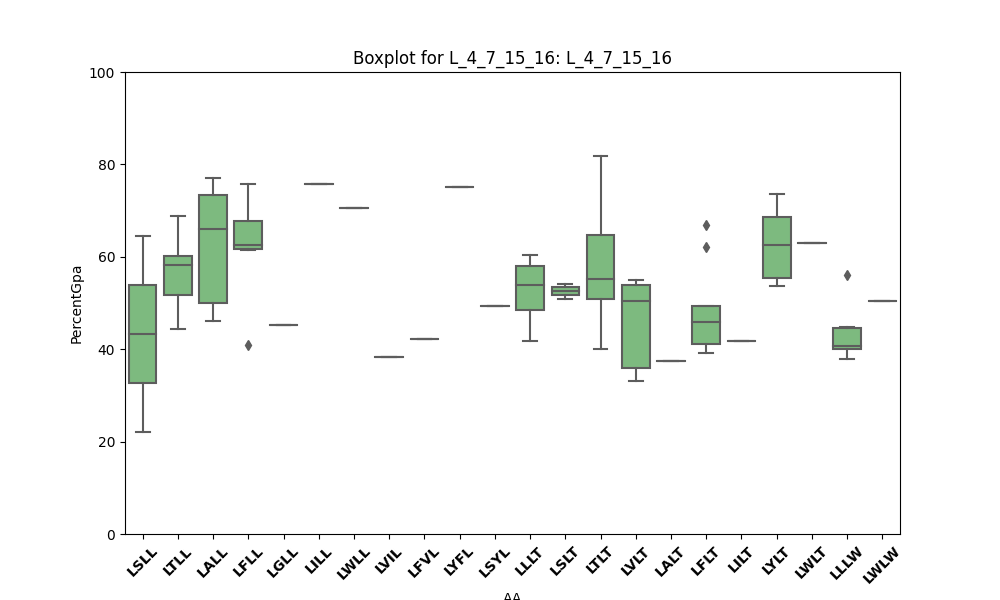 Boxplot for L_4_7_15_16: L_4_7_15_16
PercentGpa
100
80
60
40
20
0
LSLL
LTLL
LALL
LFLL
LGLL
LILL
LWLL
LVIL
LFVL
LYFL
LSYL
LLLT
LSLT
LTLT
LVLT
LALT
LFLT
LILT
LYLT
LWLT
LLLW
LWLW
AA